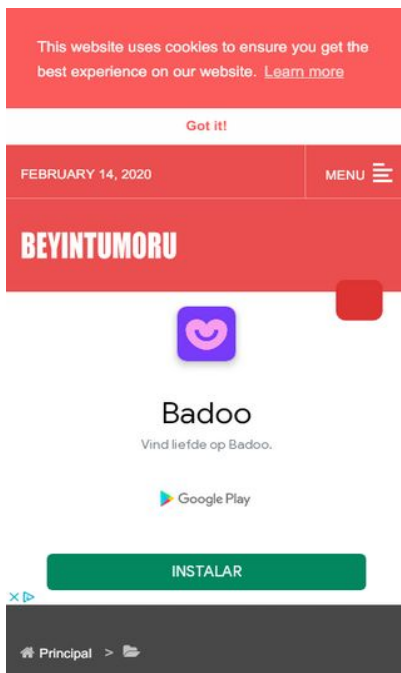 This website uses cookies to ensure you get the
best experience on our website. Learn more
Got it!
FEBRUARY 14, 2020
MENU
BEYINTUMORU
Badoo
Vind liefde op Badoo.
Google Play
INSTALAR
Principal >